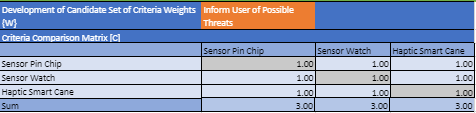 Development of Candidate Set of Criteria Weights Inform User of Possible
{W} Threats
Criteria Comparison Matrix [C]
Sensor Pin Chip Sensor Watch Haptic Smart Cane
Sensor Pin Chip 1.00 1.00 1.00
Sensor Watch 1.00 1.00 1.00
Haptic Smart Cane 1.00 1.00 1.00
Sum 3.00 3.00 3.00